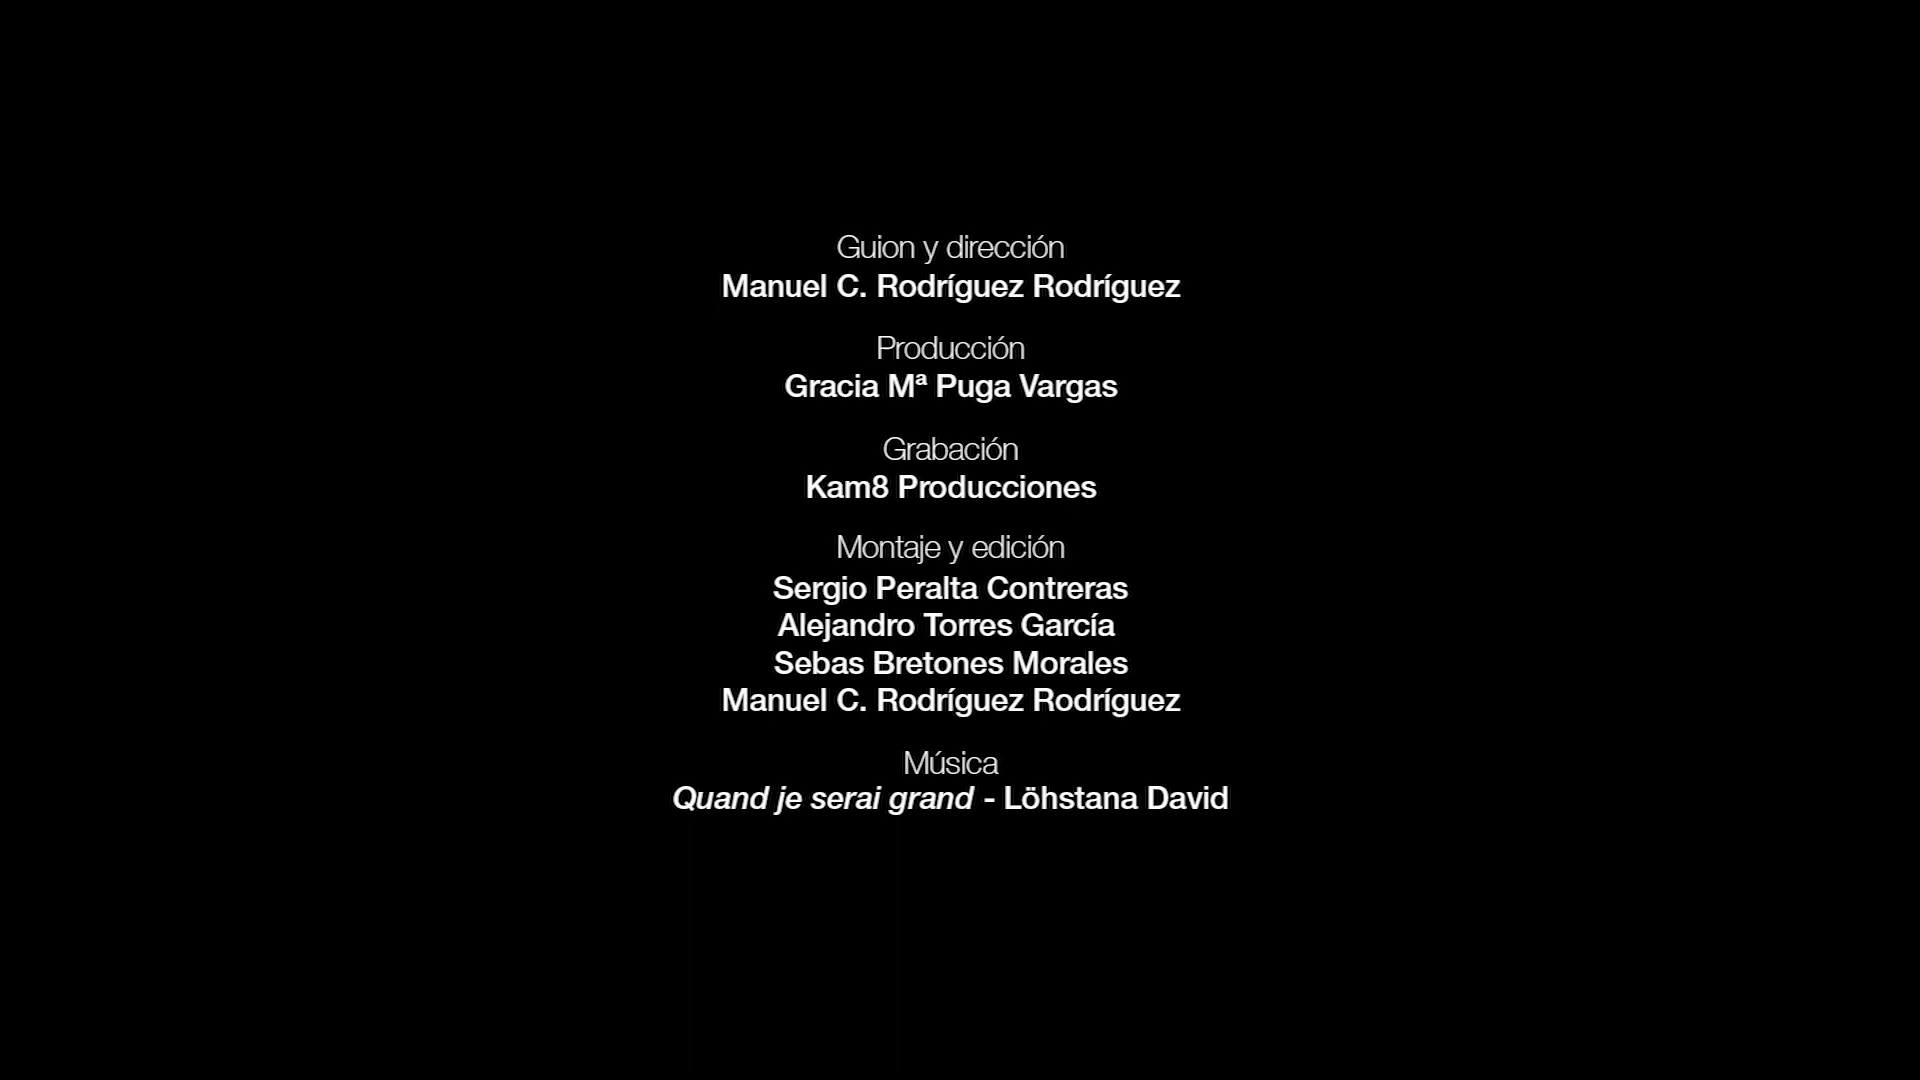 Guion y dirección
Manuel C. Rodríguez Rodríguez
Producción
Gracia Mª Puga Vargas
Grabación
Kam8 Producciones
Montaje y edición
Sergio Peralta Contreras
Alejandro Torres García
Sebas Bretones Morales
Manuel C. Rodríguez Rodríguez
Música
Quand je serai grand - Löhstana David